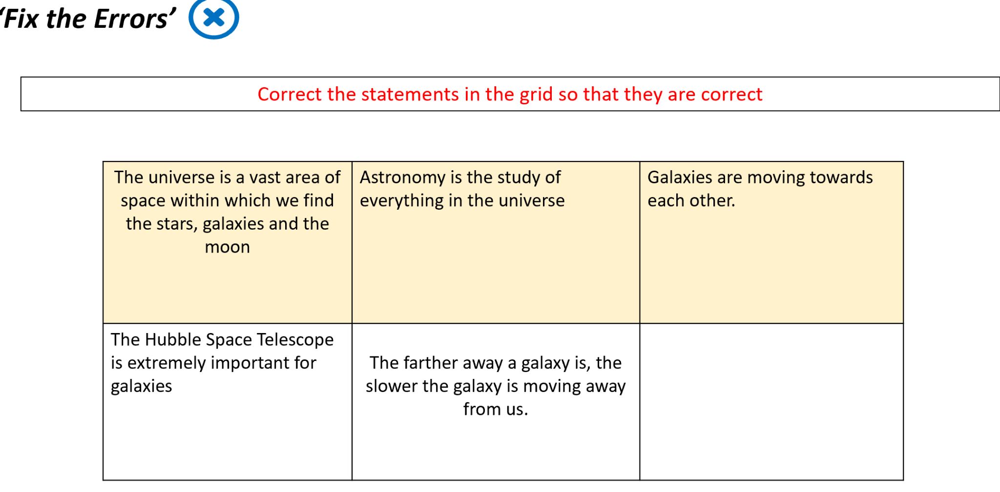 ‘Fix the Errors’
Correct the statements in the grid so that they are correct
The universe is a vast area of
space within which we find
the stars, galaxies and the
moon
Astronomy is the study of
everything in the universe
Galaxies are moving towards
each other.
The Hubble Space Telescope
is extremely important for
galaxies
The farther away a galaxy is, the
slower the galaxy is moving away
from us.